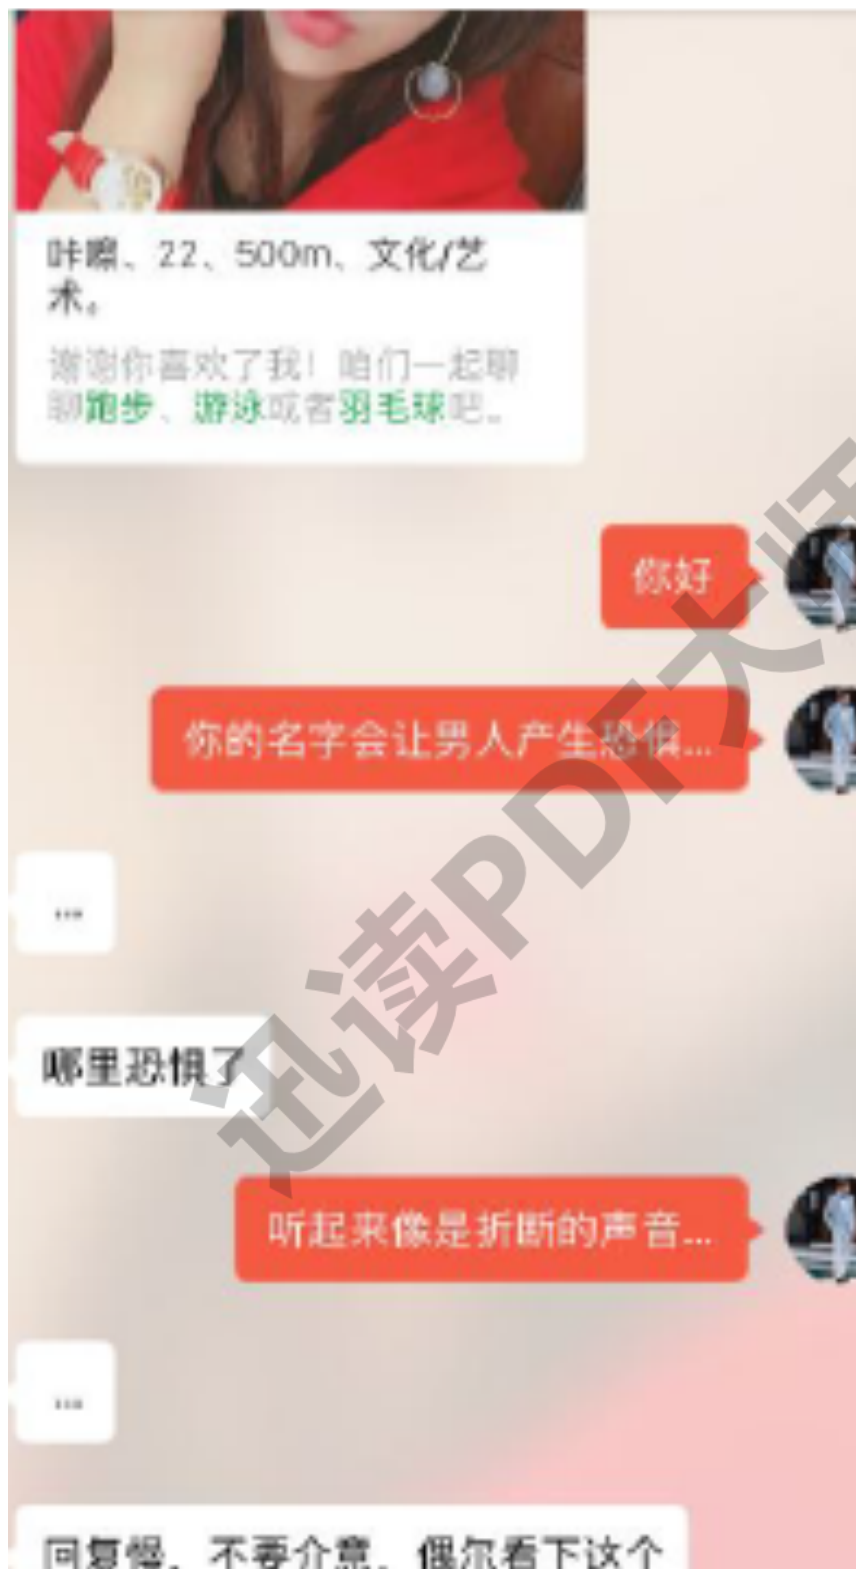 咔嚓、22、500m、文化/艺
术。
谢谢你喜欢了我！咱们一起聊
聊跑步、游泳或者羽毛球吧。
你好
你的名字会让男人产生恐惧...
...
哪里恐惧了
听起来像是折断的声音...
...
回复慢，不要介意，偶尔看下这个
迅读PDF大师